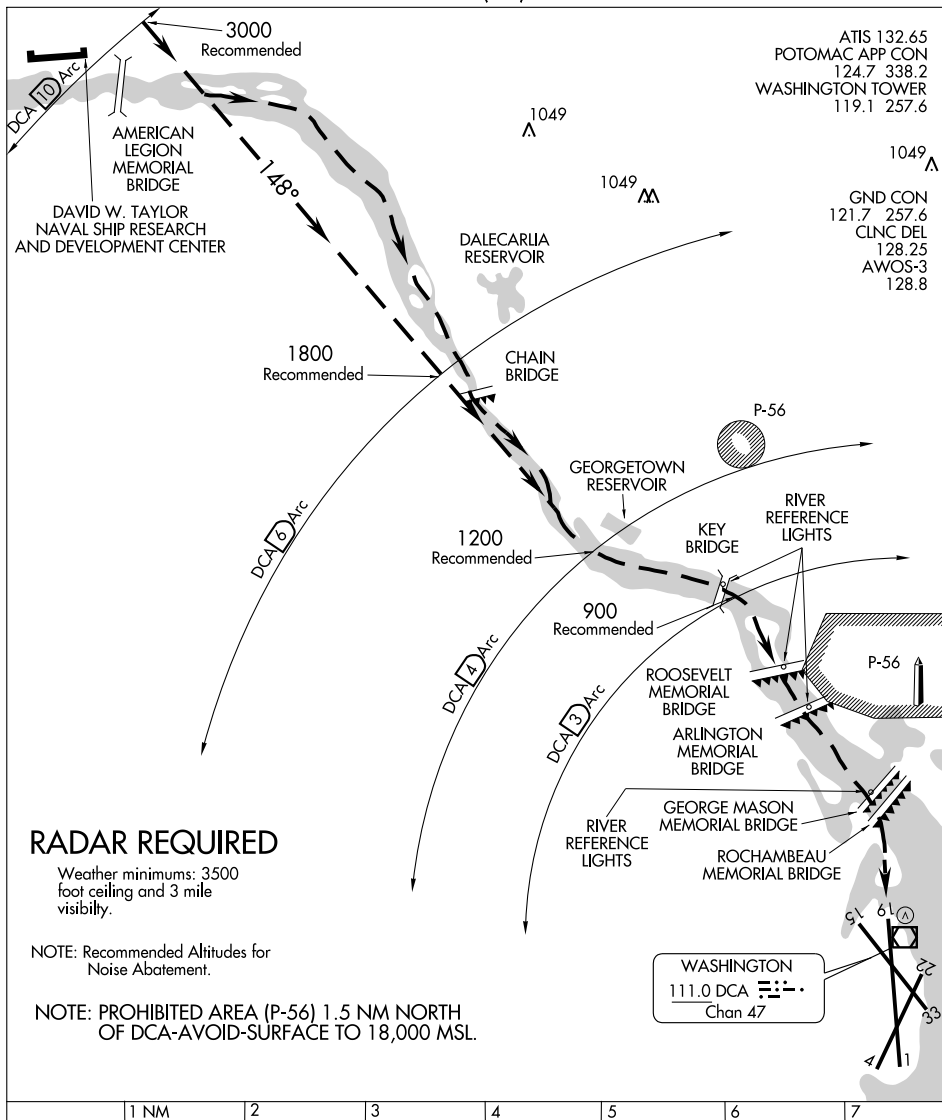 3000
Recommended
ATIS 132.65
POTOMAC APP CON
124.7 338.2
WASHINGTON TOWER
119.1 257.6
DCA 10 Arc
AMERICAN
LEGION
MEMORIAL
BRIDGE
1049
1049
1049
148°
DAVID W. TAYLOR
NAVAL SHIP RESEARCH
AND DEVELOPMENT CENTER
GND CON
121.7 257.6
CLNC DEL
128.25
AWOS-3
128.8
DALECARLIA
RESERVOIR
1800
Recommended
CHAIN
BRIDGE
P-56
GEORGETOWN
RESERVOIR
RIVER
REFERENCE
LIGHTS
DCA 6 Arc
1200
Recommended
KEY
BRIDGE
900
Recommended
P-56
DCA 4 Arc
ROOSEVELT
MEMORIAL
BRIDGE
DCA 3 Arc
ARLINGTON
MEMORIAL
BRIDGE
GEORGE MASON
MEMORIAL BRIDGE
RIVER
REFERENCE
LIGHTS
ROCHAMBEAU
MEMORIAL BRIDGE
RADAR REQUIRED
Weather minimums: 3500
foot ceiling and 3 mile
visibilty.
NOTE: Recommended Altitudes for
Noise Abatement.
NOTE: PROHIBITED AREA (P-56) 1.5 NM NORTH
OF DCA-AVOID-SURFACE TO 18,000 MSL.
15
19
A
22
33
4
1
WASHINGTON
111.0 DCA
Chan 47
1 NM
2
3
4
5
6
7